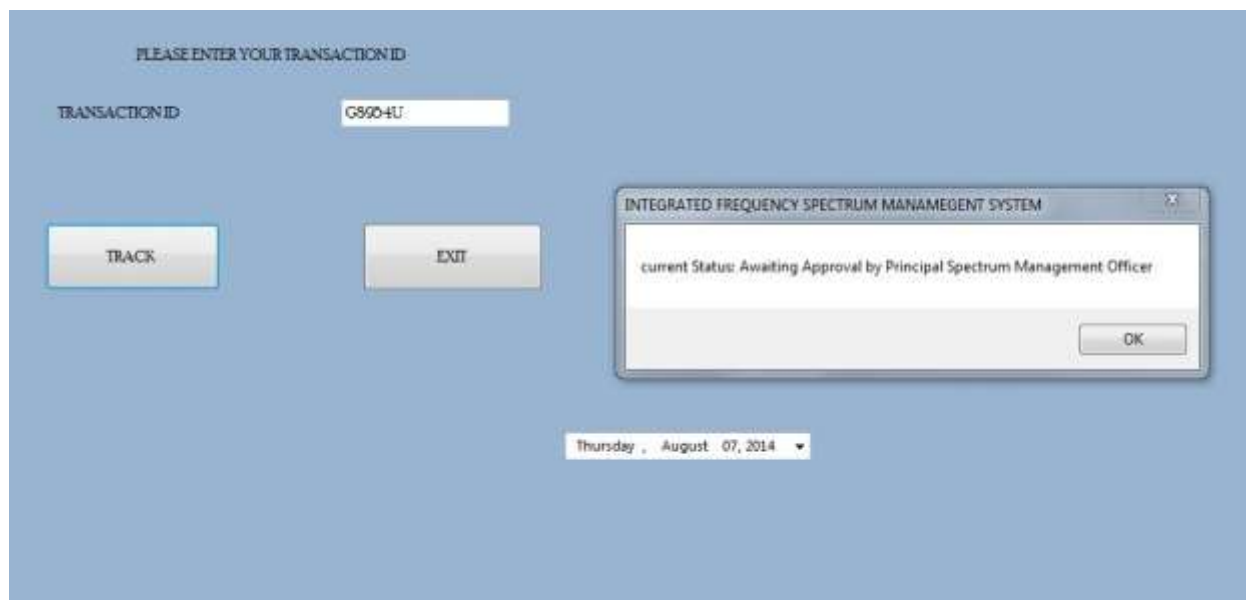 PLEASE ENTER YOUR TRANSACTION ID
TRANSACTION ID
G8954U
INTEGRATED FREQUENCY SPECTRUM MANAMEGENT SYSTEM
TRACK
EXIT
current Status: Awaiting Approval by Principal Spectrum Management Officer
OK
Thursday , August 07, 2014